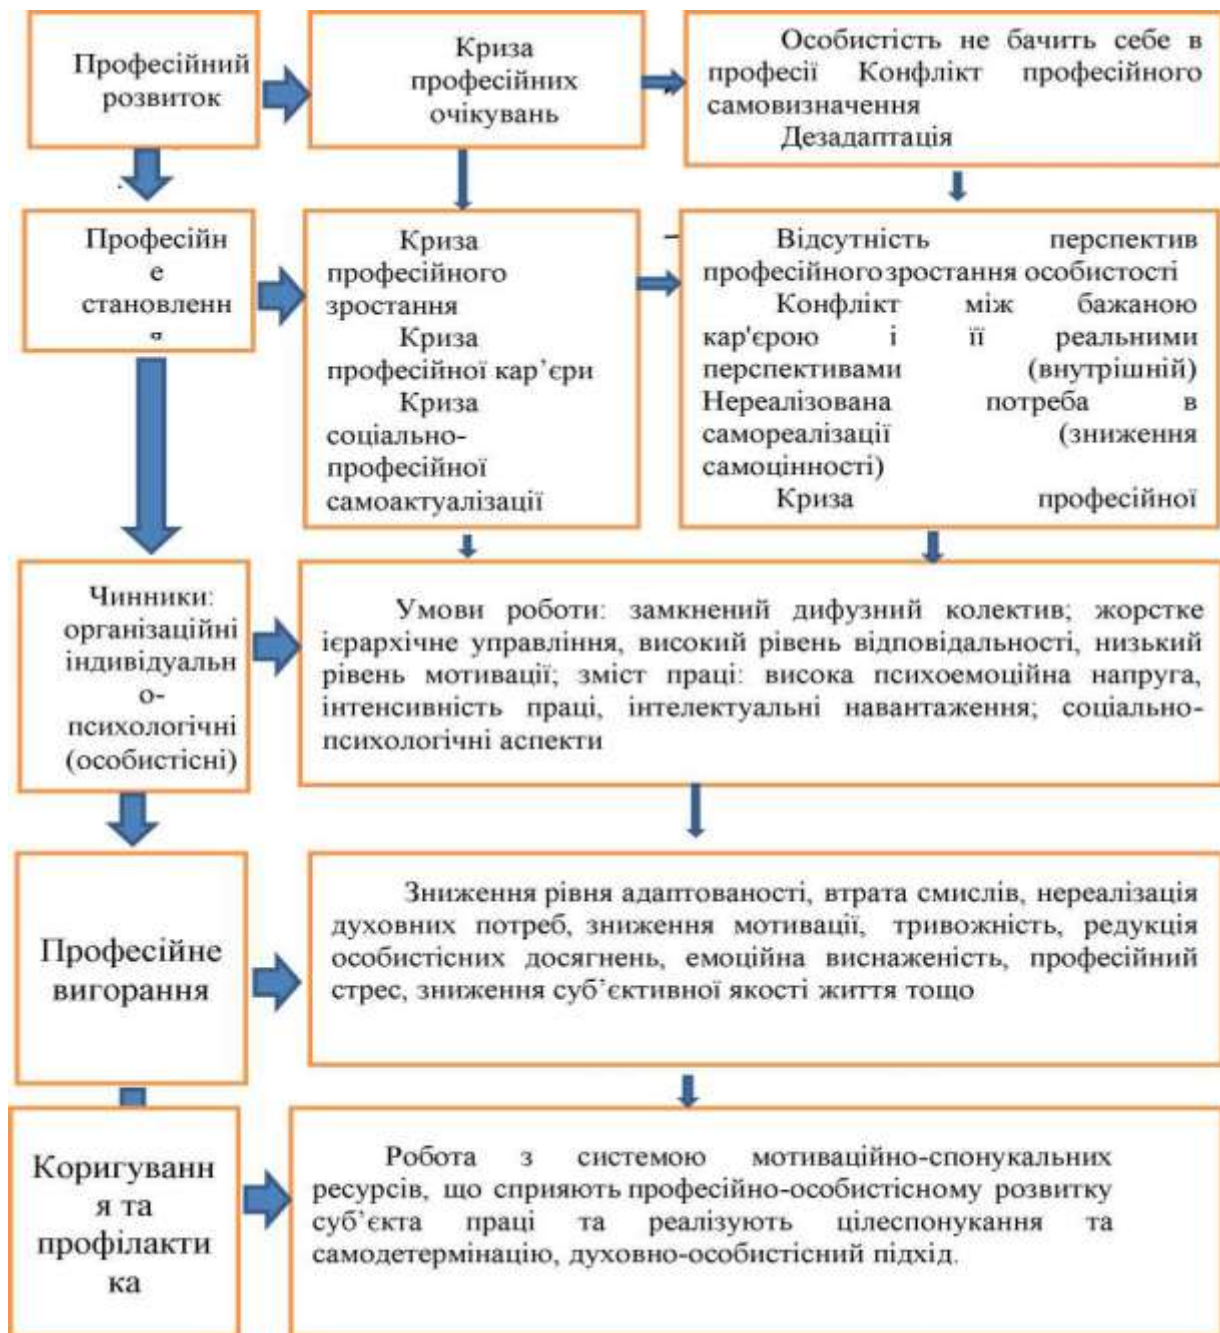 Професійний
розвиток
Криза
професійних
очікувань
Особистість не бачить себе в
професії Конфлікт професійного
самовизначення
Дезадаптація
Професійн
е
становленн
я
Криза
професійного
зростання
Криза
професійної кар’єри
Криза
соціально-
професійної
самоактуалізації
Відсутність перспектив
професійного зростання особистості
Конфлікт між бажаною
кар'єрою і її реальними
перспективами (внутрішній)
Нереалізована потреба в
самореалізації (зниження
самоцінності)
Криза професійної
Чинники:
організаційні
індивідуальн
о-
психологічні
(особистісні)
Умови роботи: замкнений дифузний колектив; жорстке
ієрархічне управління, високий рівень відповідальності, низький
рівень мотивації; зміст праці: висока психоемоційна напруга,
інтенсивність праці, інтелектуальні навантаження; соціально-
психологічні аспекти
Професійне
вигорання
Зниження рівня адаптованості, втрата смислів, нереалізація
духовних потреб, зниження мотивації, тривожність, редукція
особистісних досягнень, емоційна виснаженість, професійний
стрес, зниження суб’єктивної якості життя тощо
Коригуванн
я та
профілакти
ка
Робота з системою мотиваційно-спонукальних
ресурсів, що сприяють професійно-особистісному розвитку
суб’єкта праці та реалізують цілеспонукання та
самодетермінацію, духовно-особистісний підхід.